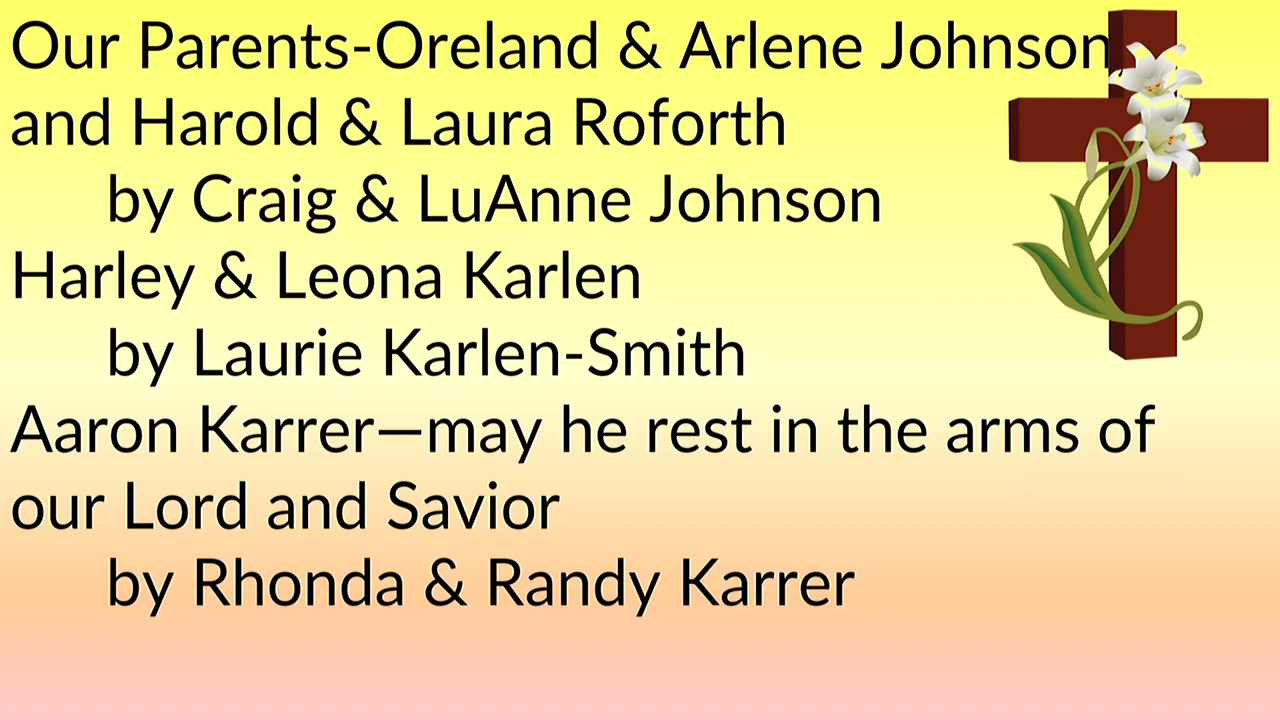 Our Parents-Oreland & Arlene Johnson
and Harold & Laura Roforth
by Craig & LuAnne Johnson
Harley & Leona Karlen
by Laurie Karlen-Smith
Aaron Karrer—may he rest in the arms of
our Lord and Savior
by Rhonda & Randy Karrer